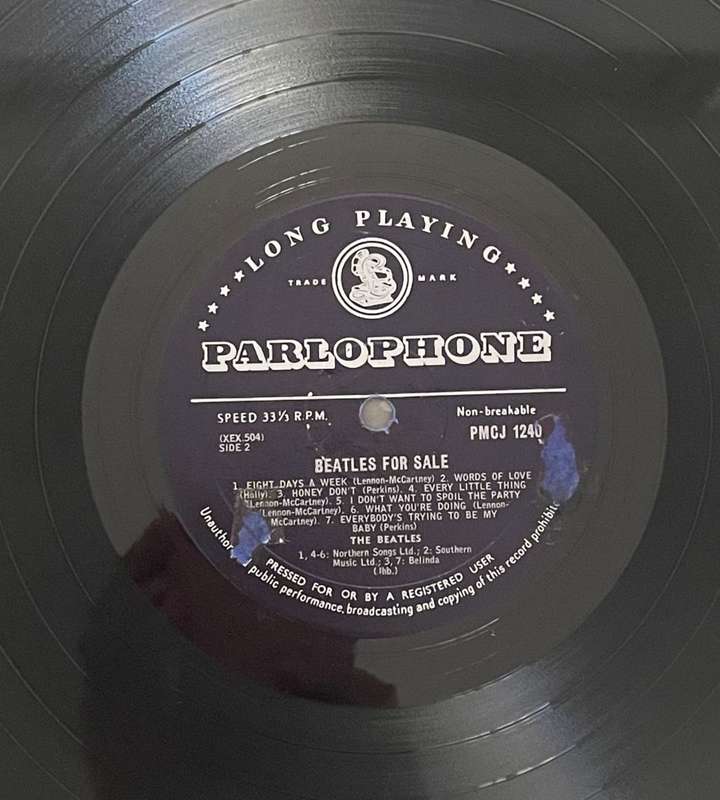 LONG PLAYING
TRADE MARK
PARLOPHONE
SPEED 33⅓ R.P.M.
Non-breakable
(XEX.504)
SIDE 2
PMCJ 1240
BEATLES FOR SALE
1. EIGHT DAYS A WEEK (Lennon-McCartney) 2. WORDS OF LOVE
(Holly). 3. HONEY DON'T (Perkins). 4. EVERY LITTLE THING
(Lennon-McCartney). 5. I DON'T WANT TO SPOIL THE PARTY
(Lennon-McCartney). 6. WHAT YOU'RE DOING (Lennon-
McCartney). 7. EVERYBODY'S TRYING TO BE MY
BABY (Perkins)
THE BEATLES
1, 4-6: Northern Songs Ltd.; 2: Southern
Music Ltd.; 3, 7: Belinda
(lhb.)
PRESSED FOR OR BY A REGISTERED USER
public performance, broadcasting and copying of this record